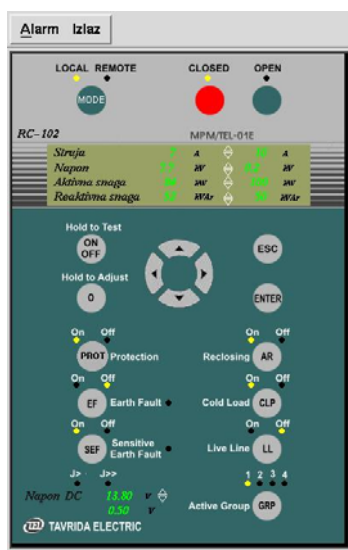 Alarm Izlaz
LOCAL REMOTE CLOSED OPEN
MODE
RC-102 MPM/TEL-01E
Struja A A
Napon kV kV
Aktivna snaga kW kW
Reaktivna snaga kVAr kVAr
Hold to Test
ON OFF ESC
Hold to Adjust
0 ENTER
On Off On Off
PROT Protection Reclosing AR
On Off On Off
EF Earth Fault Cold Load CLP
On Off On Off
SEF Sensitive Earth Fault Live Line LL
J> J>> 1 2 3 4
Napon DC 13.80 V
0.50 V Active Group GRP
TAVRIDA ELECTRIC